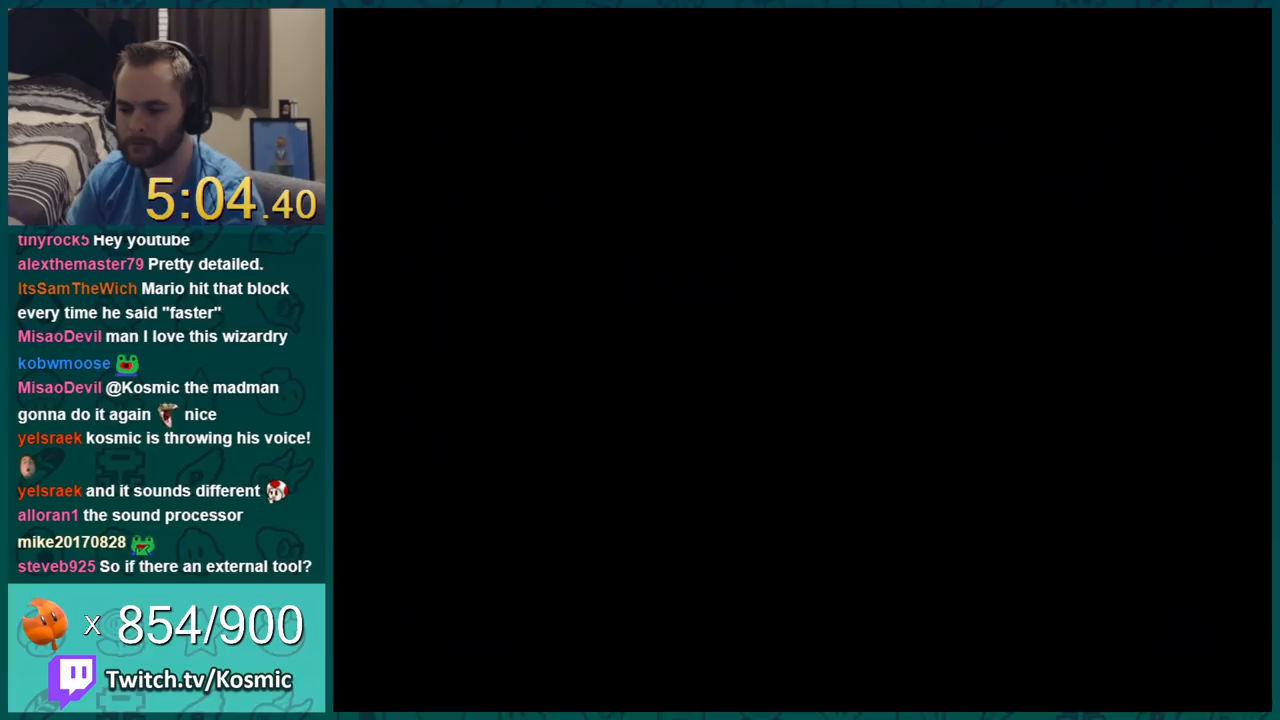 5:04.40
tinyrock5 Hey youtube
alexthemaster79 Pretty detailed.
ItsSamTheWich Mario hit that block
every time he said "faster"
MisaoDevil man I love this wizardry
kobwmoose
MisaoDevil @Kosmic the madman
gonna do it again nice
yelsraek kosmic is throwing his voice!
yelsraek and it sounds different
alloran1 the sound processor
mike20170828
steveb925 So if there an external tool?
x 854/900
Twitch.tv/Kosmic